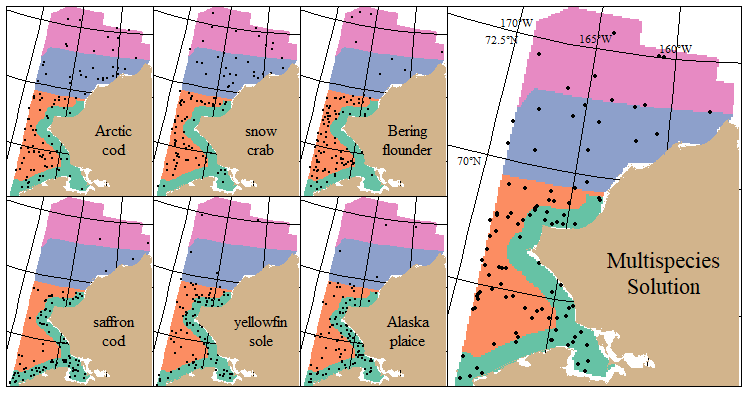 Arctic
cod
snow
crab
Bering
flounder
saffron
cod
yellowfin
sole
Alaska
plaice
170°W
72.5°N
165°W
160°W
70°N
Multispecies
Solution